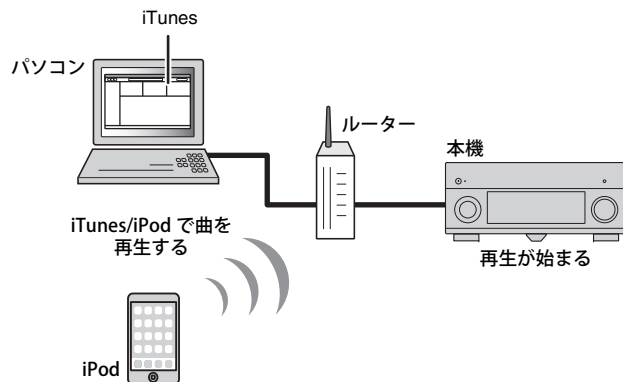 iTunes
パソコン
ルーター
本機
iTunes/iPod で曲を
再生する
再生が始まる
iPod